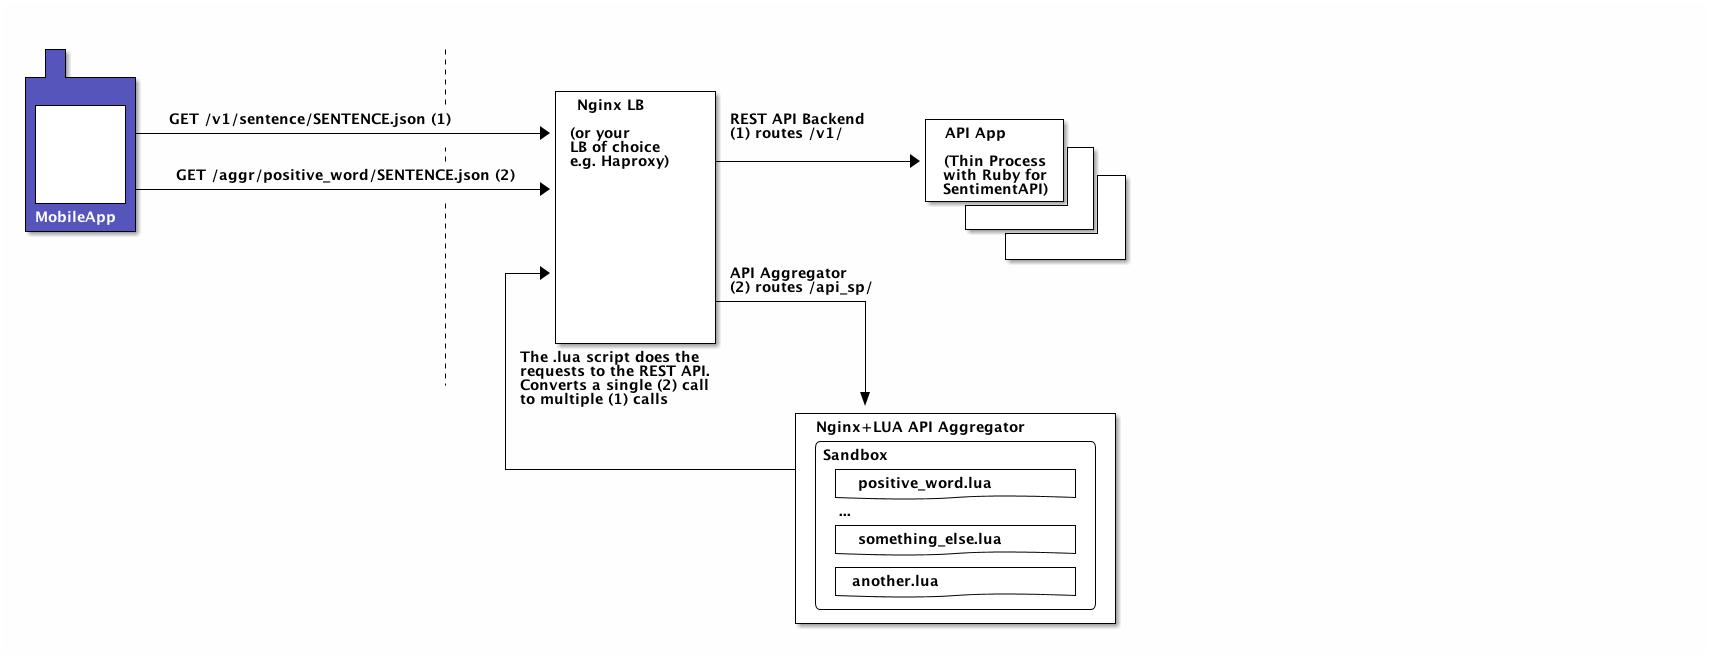 MobileApp
GET /v1/sentence/SENTENCE.json (1)
GET /aggr/positive_word/SENTENCE.json (2)
Nginx LB
(or your
LB of choice
e.g. Haproxy)
REST API Backend
(1) routes /v1/
API App
(Thin Process
with Ruby for
SentimentAPI)
API Aggregator
(2) routes /api_sp/
The .lua script does the
requests to the REST API.
Converts a single (2) call
to multiple (1) calls
Nginx+LUA API Aggregator
Sandbox
positive_word.lua
...
something_else.lua
another.lua